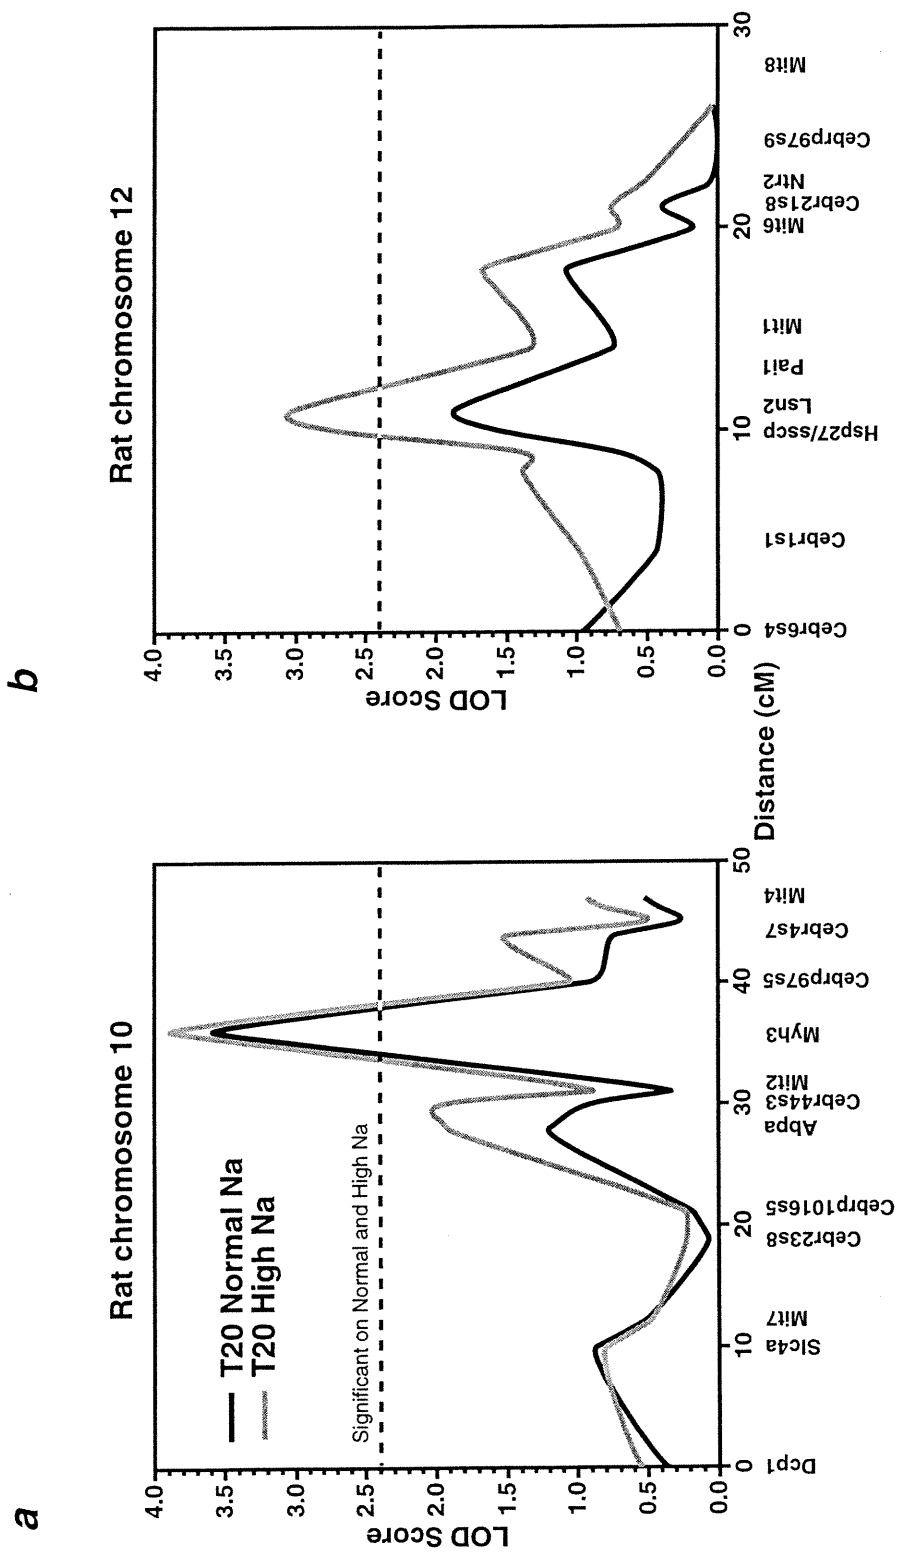 a
Rat chromosome 10
T20 Normal Na
T20 High Na
Significant on Normal and High Na
LOD Score
4.0
3.5
3.0
2.5
2.0
1.5
1.0
0.5
0.0
0
10
20
30
40
50
Dcp1
Slc4a
Mit7
Cebr23s8
Cebrp1016s5
Abpa
Cebr44s3
Mit2
Myh3
Cebrp97s5
Cebr4s7
Mit4
Distance (cM)
b
Rat chromosome 12
LOD Score
4.0
3.5
3.0
2.5
2.0
1.5
1.0
0.5
0.0
0
10
20
30
Cebr6s4
Cebr1s1
Hsp27/sscp
Lsn2
Pai1
Mit1
Mit6
Cebr21s8
Ntr2
Cebrp97s9
Mit8